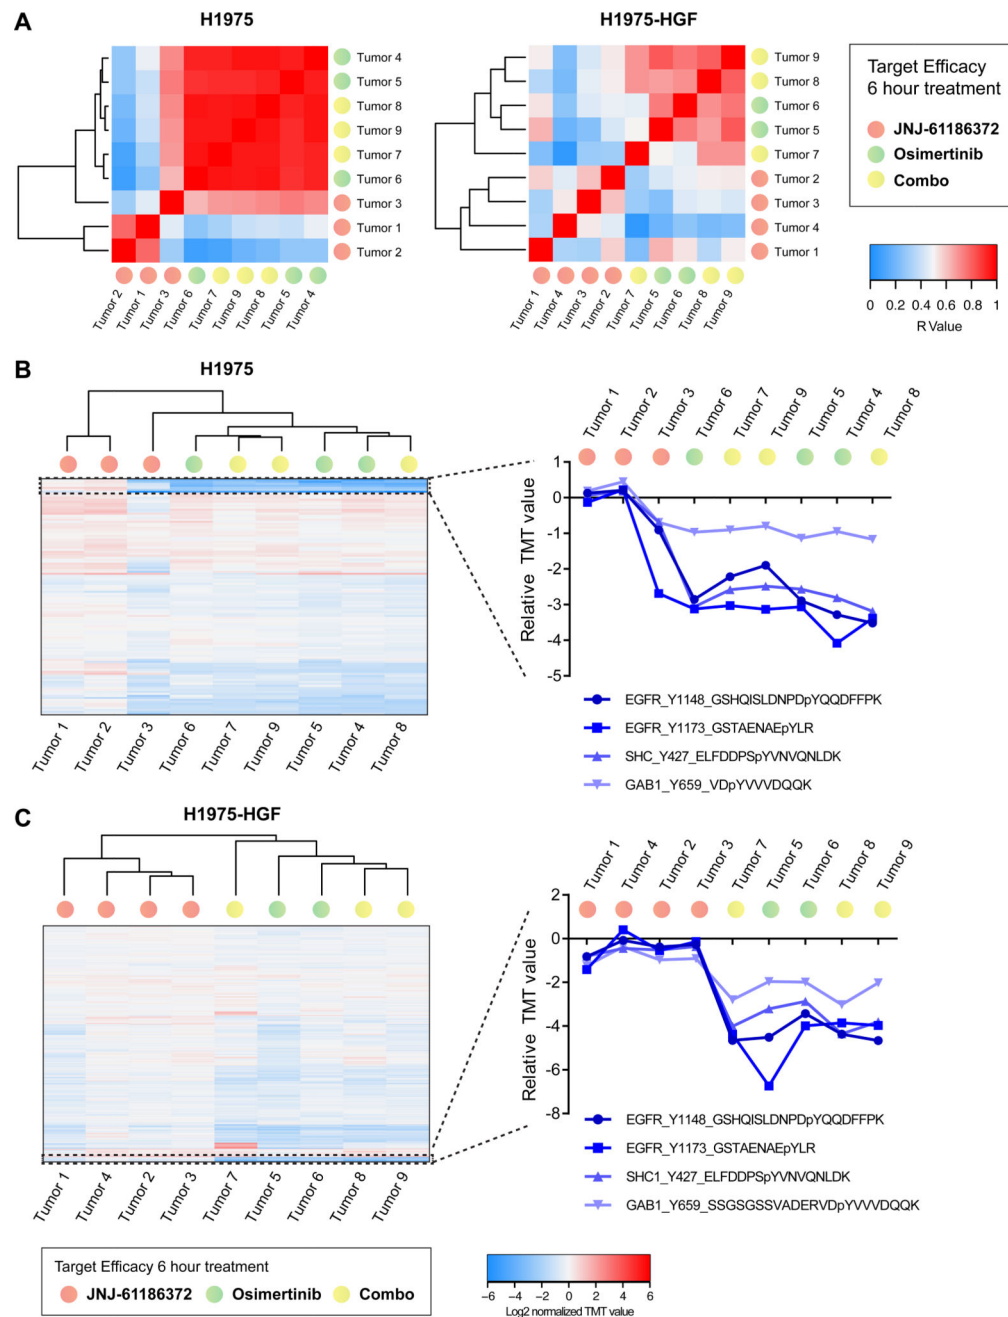 A
H1975
H1975-HGF
Tumor 4
Tumor 5
Tumor 8
Tumor 9
Tumor 7
Tumor 6
Tumor 3
Tumor 1
Tumor 2
Tumor 2
Tumor 1
Tumor 3
Tumor 6
Tumor 7
Tumor 9
Tumor 8
Tumor 5
Tumor 4
Tumor 9
Tumor 8
Tumor 6
Tumor 5
Tumor 7
Tumor 2
Tumor 3
Tumor 4
Tumor 1
Tumor 1
Tumor 4
Tumor 3
Tumor 2
Tumor 7
Tumor 5
Tumor 6
Tumor 8
Tumor 9
Target Efficacy
6 hour treatment
JNJ-61186372
Osimertinib
Combo
0 0.2 0.4 0.6 0.8 1
R Value
B
H1975
Tumor 1
Tumor 2
Tumor 3
Tumor 6
Tumor 7
Tumor 9
Tumor 5
Tumor 4
Tumor 8
Tumor 1
Tumor 2
Tumor 3
Tumor 6
Tumor 7
Tumor 9
Tumor 5
Tumor 4
Tumor 8
Relative TMT value
1
0
-1
-2
-3
-4
-5
EGFR_Y1148_GSHQISLDNPDpYQQDFFPK
EGFR_Y1173_GSTAENAEpYLR
SHC_Y427_ELFDDPSpYVNVQNLDK
GAB1_Y659_VDpYVVVDQQK
C
H1975-HGF
Tumor 1
Tumor 4
Tumor 2
Tumor 3
Tumor 7
Tumor 5
Tumor 6
Tumor 8
Tumor 9
Tumor 1
Tumor 4
Tumor 2
Tumor 3
Tumor 7
Tumor 5
Tumor 6
Tumor 8
Tumor 9
Relative TMT value
2
0
-2
-4
-6
-8
EGFR_Y1148_GSHQISLDNPDpYQQDFFPK
EGFR_Y1173_GSTAENAEpYLR
SHC1_Y427_ELFDDPSpYVNVQNLDK
GAB1_Y659_SSGSGSSVADERVDpYVVVDQQK
Target Efficacy 6 hour treatment
JNJ-61186372 Osimertinib Combo
−6 −4 −2 0 2 4 6
Log2 normalized TMT value